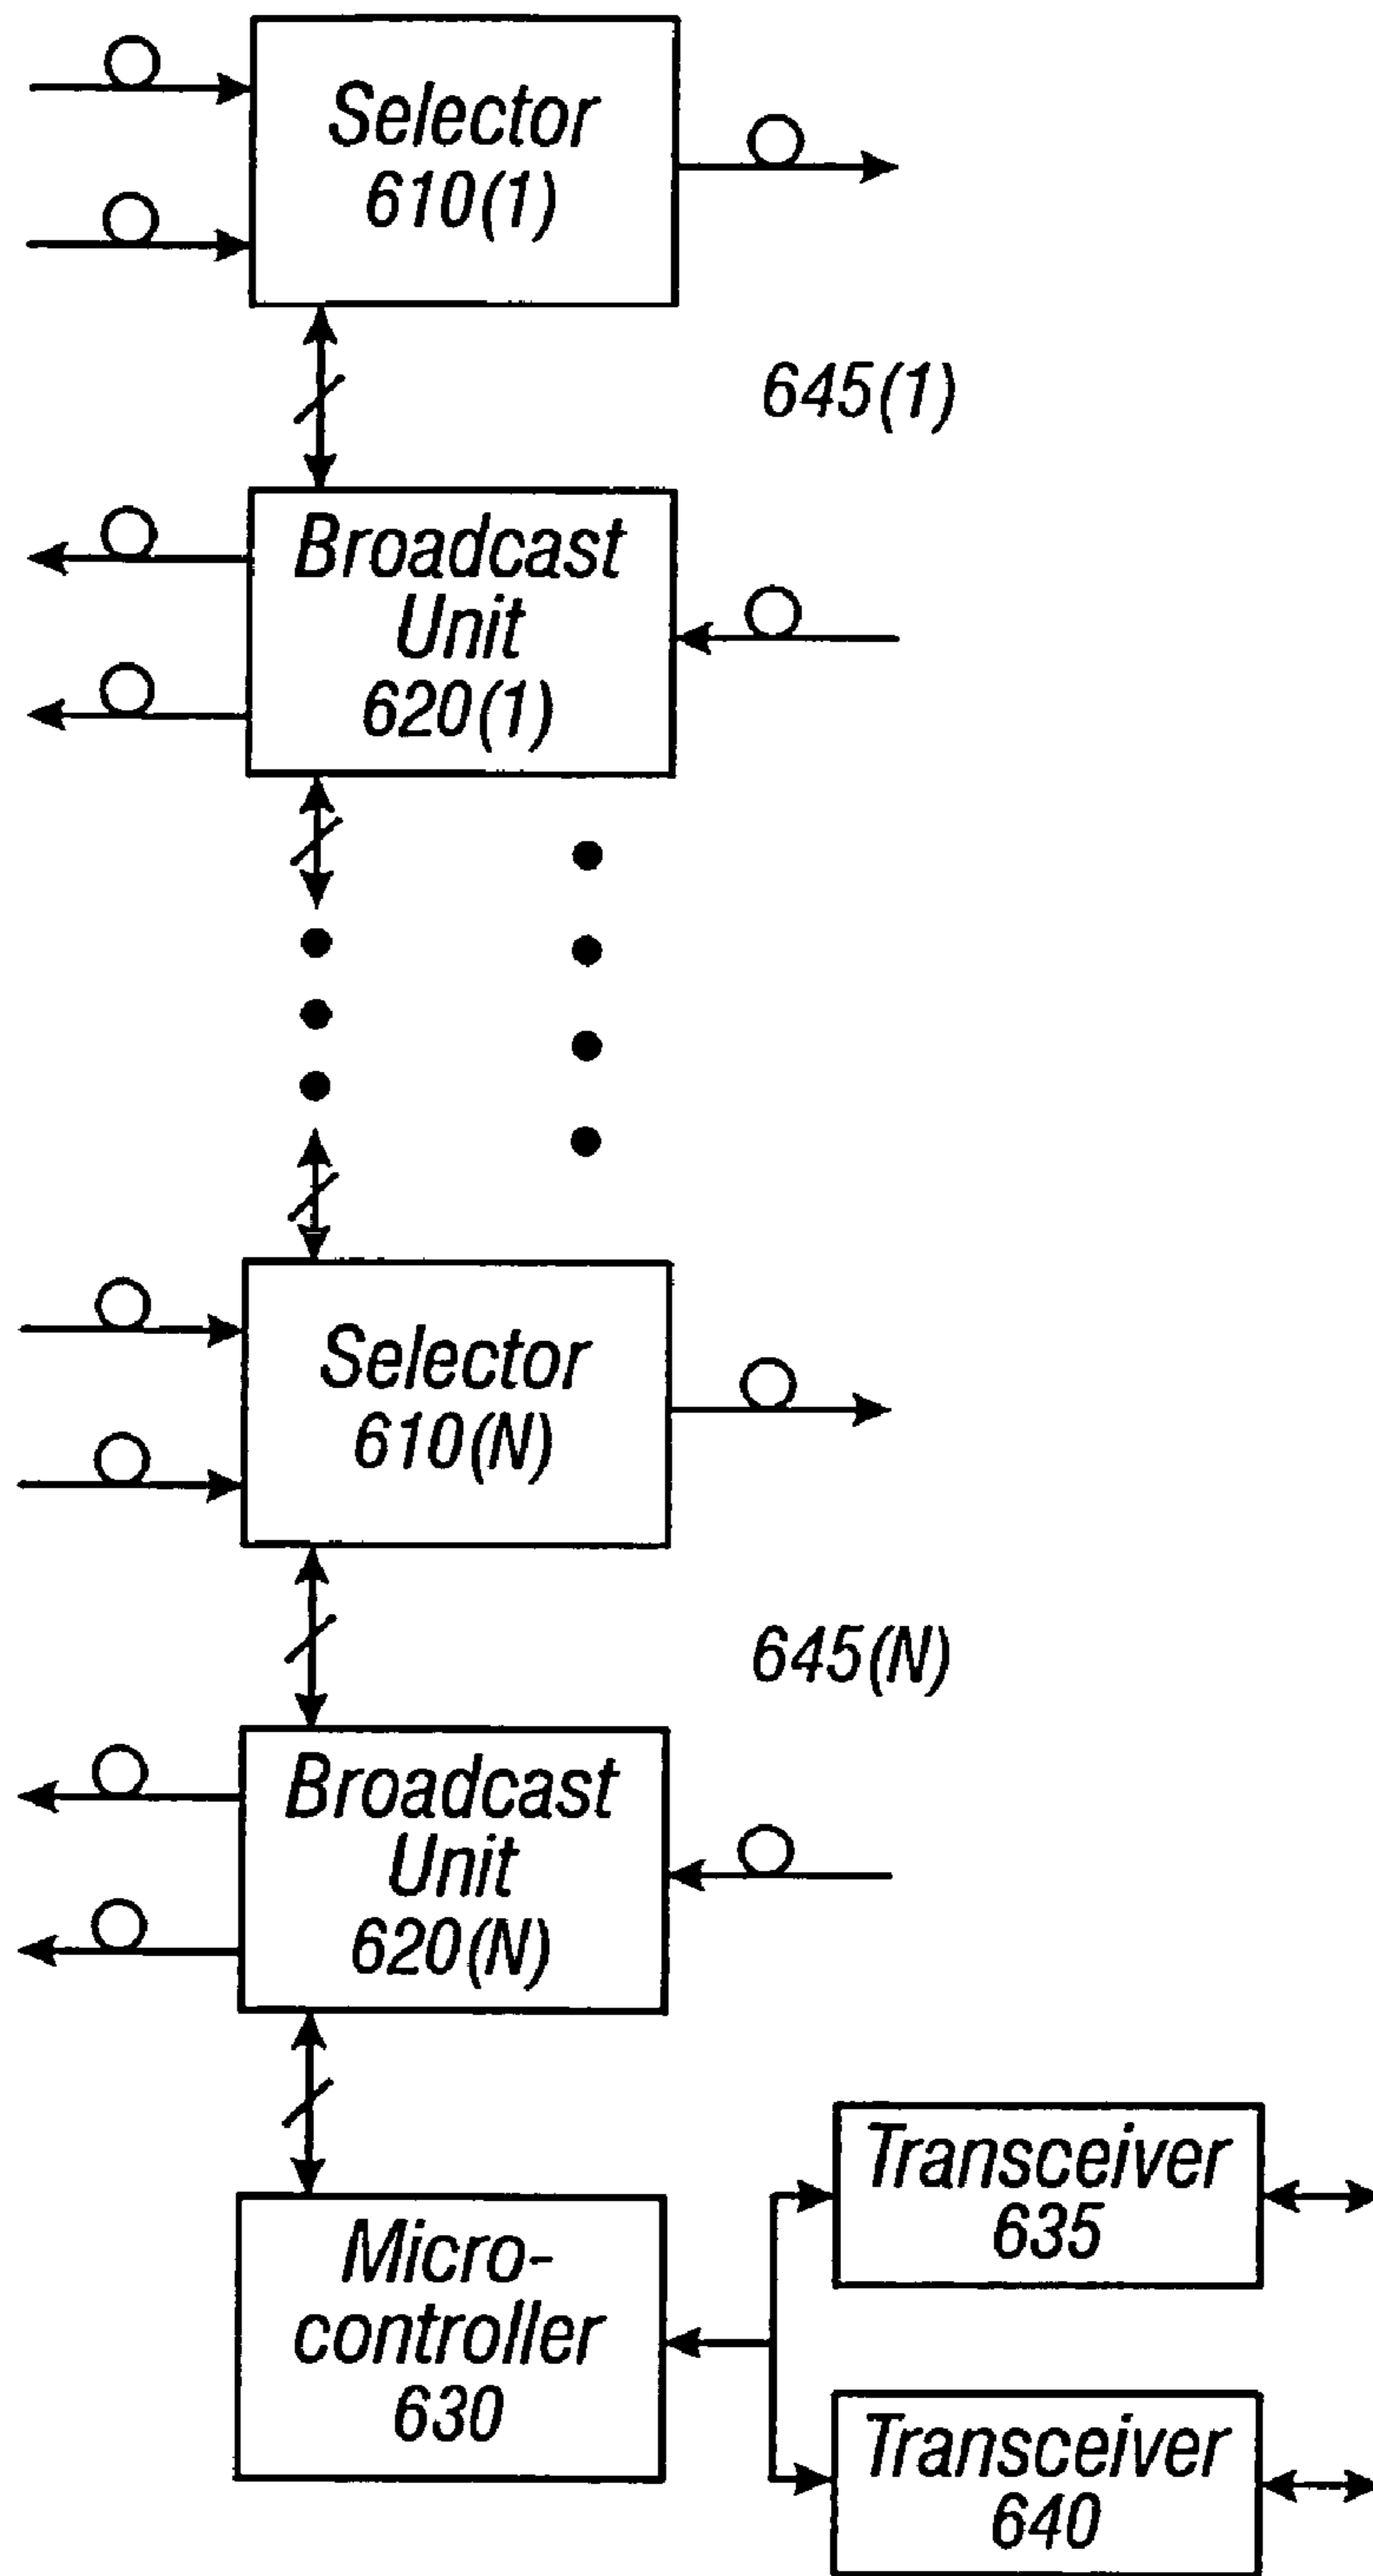 Selector
610(1)
645(1)
Broadcast
Unit
620(1)
Selector
610(N)
645(N)
Broadcast
Unit
620(N)
Micro-
controller
630
Transceiver
635
Transceiver
640